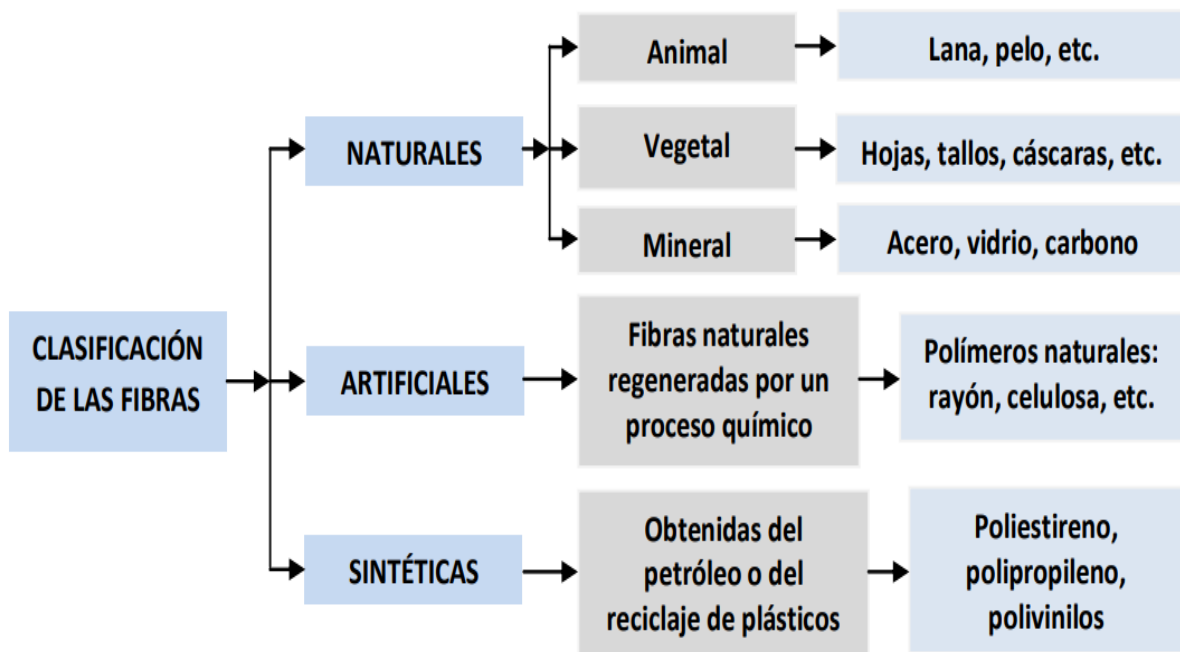 CLASIFICACIÓN
DE LAS FIBRAS
NATURALES
Animal
Lana, pelo, etc.
Vegetal
Hojas, tallos, cáscaras, etc.
Mineral
Acero, vidrio, carbono
ARTIFICIALES
Fibras naturales
regeneradas por un
proceso químico
Polímeros naturales:
rayón, celulosa, etc.
SINTÉTICAS
Obtenidas del
petróleo o del
reciclaje de plásticos
Poliestireno,
polipropileno,
polivinilos